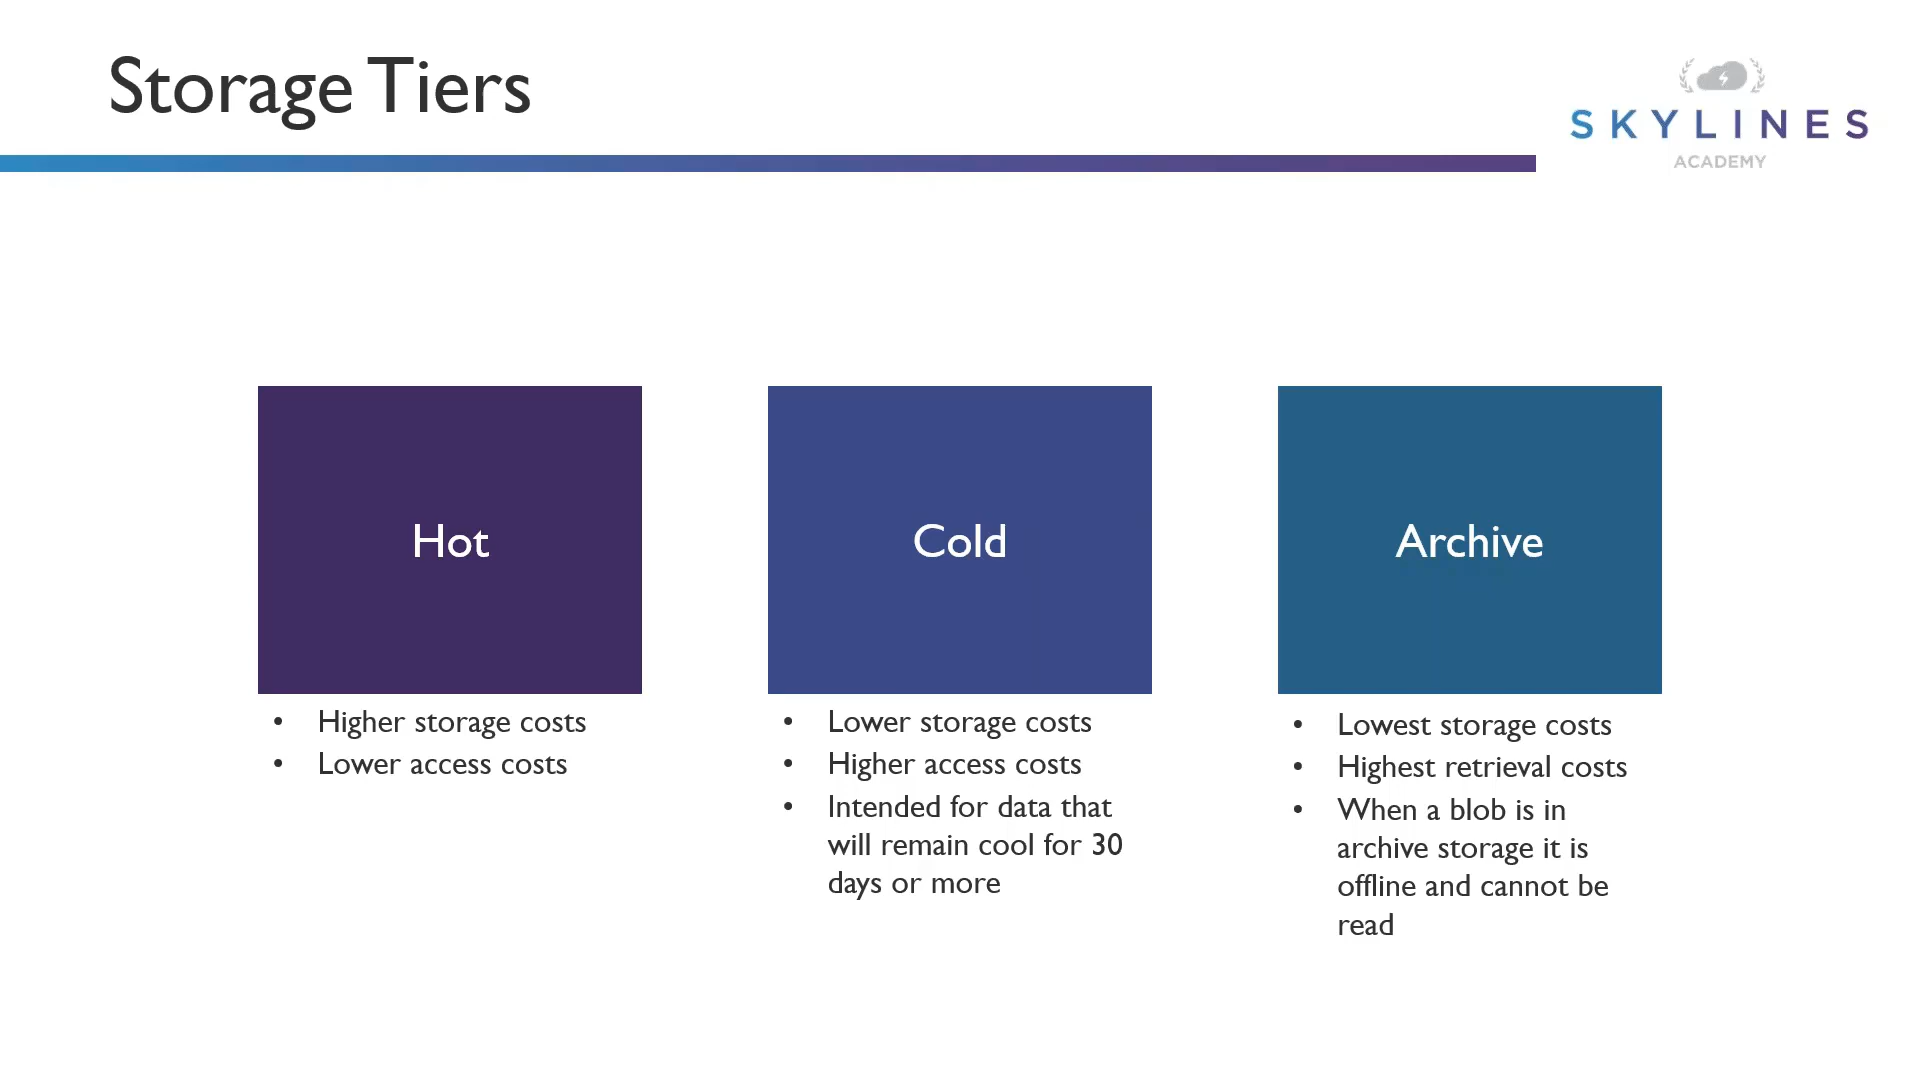 Storage Tiers
SKYLINES
ACADEMY
Hot
• Higher storage costs
• Lower access costs
Cold
• Lower storage costs
• Higher access costs
• Intended for data that
will remain cool for 30
days or more
Archive
• Lowest storage costs
• Highest retrieval costs
• When a blob is in
archive storage it is
offline and cannot be
read